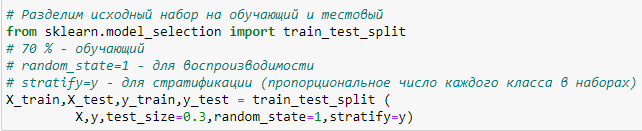 # Разделим исходный набор на обучающий и тестовый
from sklearn.model_selection import train_test_split
# 70 % - обучающий
# random_state=1 - для воспроизводимости
# stratify=y - для стратификации (пропорциональное число каждого класса в наборах)
X_train,X_test,y_train,y_test = train_test_split (
        X,y,test_size=0.3,random_state=1,stratify=y)